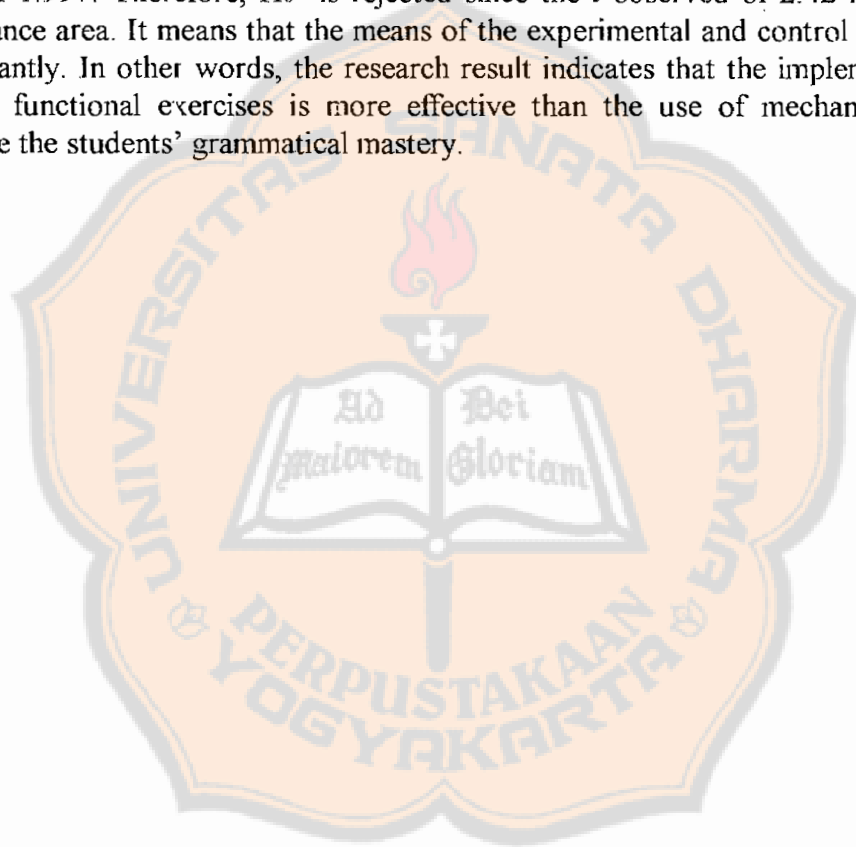 Therefore, Ho is rejected since the t observed of 2.42
ance area. It means that the means of the experimental and control
antly. In other words, the research result indicates that the implen
functional exercises is more effective than the use of mechan
e the students' grammatical mastery.
UNIVERSITAS SANATA DHARMA
Ad Dei
Maiorem Gloriam
PERPUSTAKAAN
YOGYAKARTA